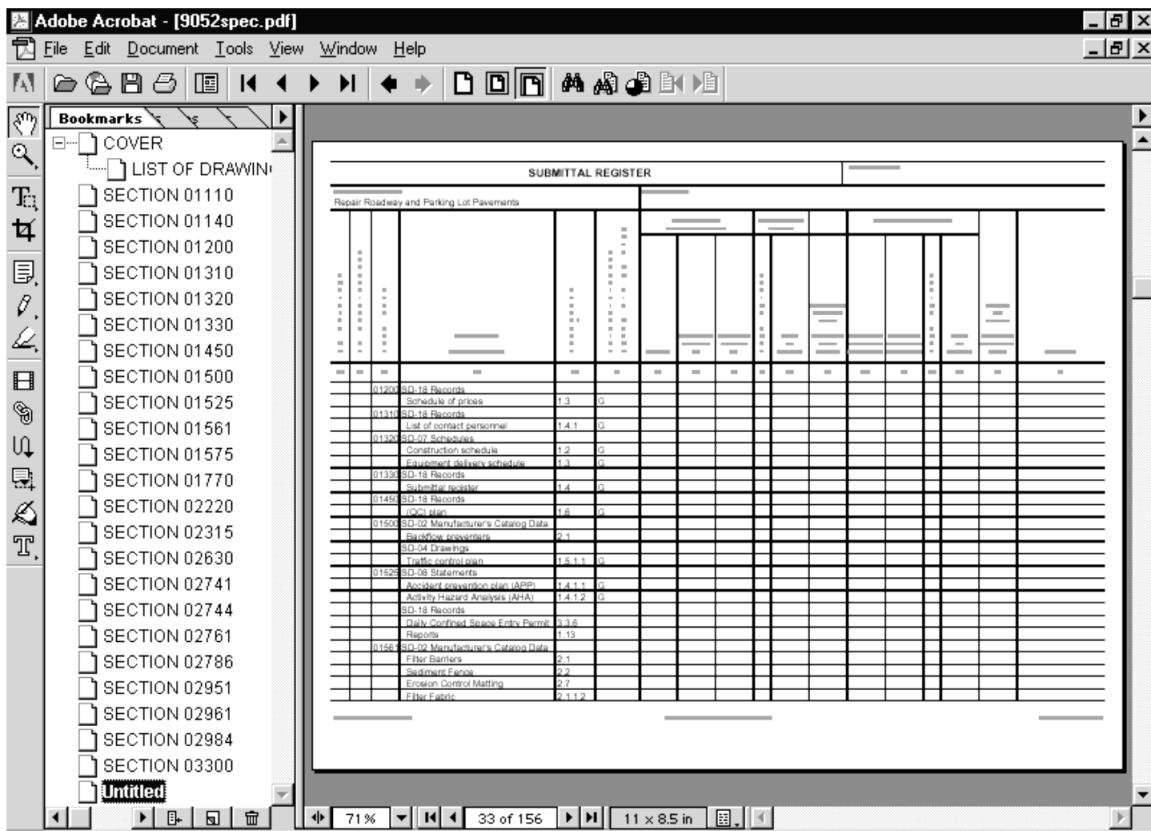 Adobe Acrobat - [9052spec.pdf]
File Edit Document Tools View Window Help
Bookmarks
COVER
LIST OF DRAWIN
SECTION 01110
SECTION 01140
SECTION 01200
SECTION 01310
SECTION 01320
SECTION 01330
SECTION 01450
SECTION 01500
SECTION 01525
SECTION 01561
SECTION 01575
SECTION 01770
SECTION 02220
SECTION 02315
SECTION 02630
SECTION 02741
SECTION 02744
SECTION 02761
SECTION 02786
SECTION 02951
SECTION 02961
SECTION 02984
SECTION 03300
Untitled
SUBMITTAL REGISTER
Repair Roadway and Parking Lot Pavements
01200 SD-18 Records
Schedule of prices 1.3 G
01310 SD-18 Records
List of contact personnel 1.4.1 G
01320 SD-07 Schedules
Construction schedule 1.2 G
Equipment delivery schedule 1.3 G
01330 SD-18 Records
Submittal register 1.4 G
01450 SD-18 Records
(QC) plan 1.6 G
01500 SD-02 Manufacturer's Catalog Data
Backflow preventers 2.1
SD-04 Drawings
Traffic control plan 1.5.1.1 G
01525 SD-08 Statements
Accident prevention plan (APP) 1.4.1.1 G
Activity Hazard Analysis (AHA) 1.4.1.2 G
SD-18 Records
Daily Confined Space Entry Permit 3.3.6
Reports 1.13
01561 SD-02 Manufacturer's Catalog Data
Filter Barriers 2.1
Sediment Fence 2.2
Erosion Control Matting 2.7
Filter Fabric 2.1.1.2
71% 33 of 156 11 x 8.5 in